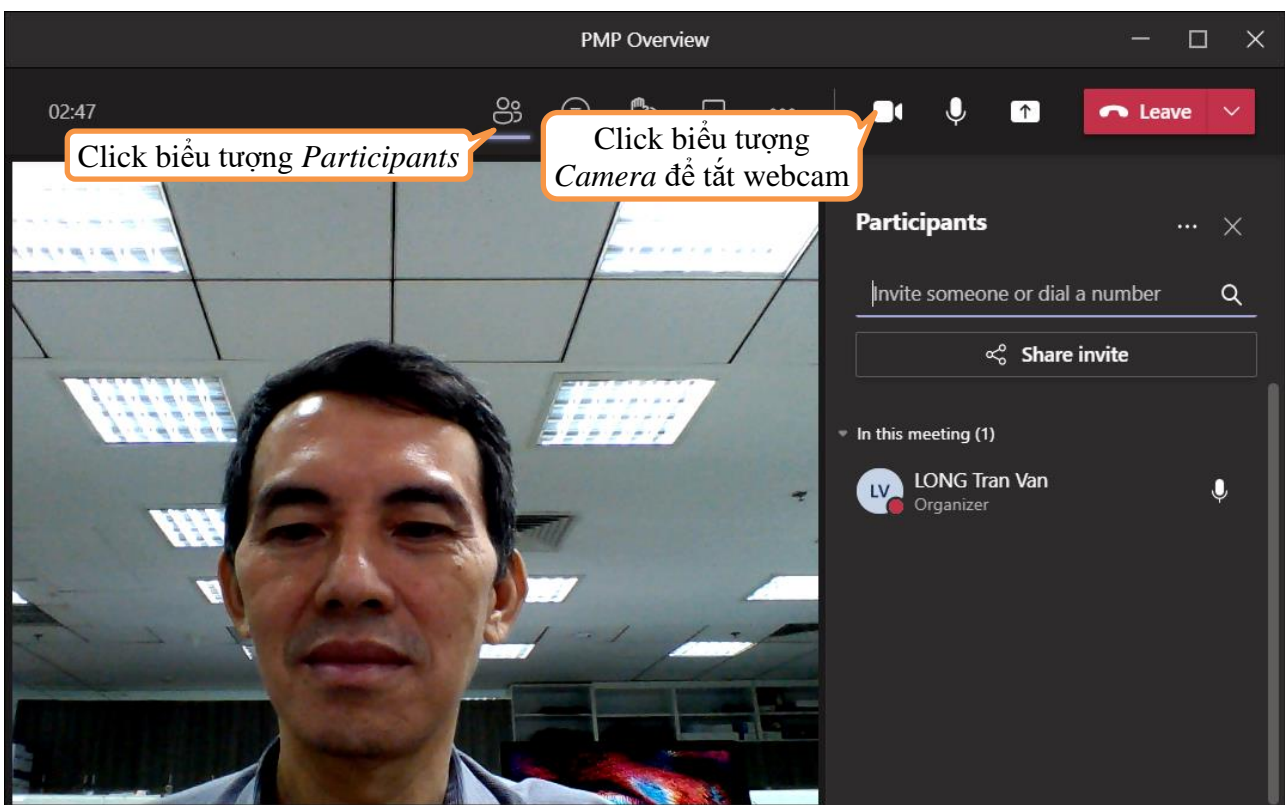 PMP Overview
02:47
Leave
Click biểu tượng Participants
Click biểu tượng
Camera để tắt webcam
Participants
Invite someone or dial a number
Share invite
In this meeting (1)
LV
LONG Tran Van
Organizer